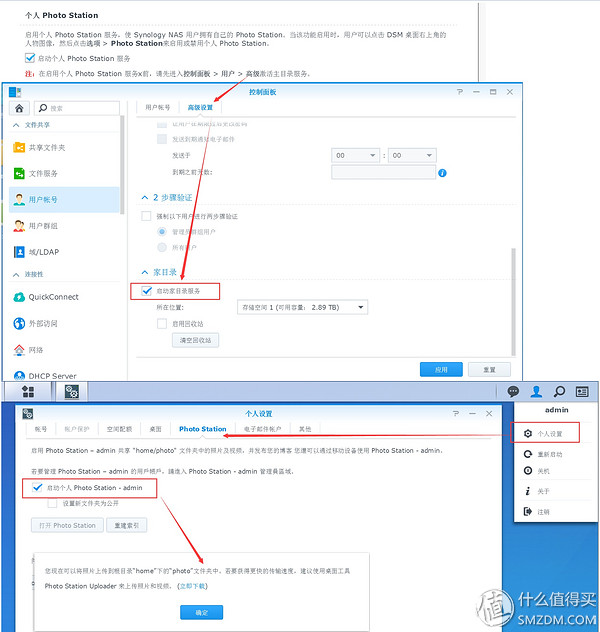 个人 Photo Station
启用个人 Photo Station 服务，使 Synology NAS 用户拥有自己的 Photo Station。当该功能启用时，用户可以点击 DSM 桌面右上角的
人物图像，然后点击选项 > Photo Station来启用或禁用个人 Photo Station。
启动个人 Photo Station 服务
注: 在启用个人 Photo Station 服务x前，请先进入控制面板 > 用户 > 高级激活主目录服务。
控制面板
搜索
用户帐号 高级设置
文件共享
共享文件夹
文件服务
用户帐号
用户群组
域/LDAP
连接性
QuickConnect
外部访问
网络
DHCP Server
发送到期通知电子邮件
发送于
00 : 00
到期之前天数:
2 步骤验证
强制以下用户进行两步骤验证
管理员群组用户
所有用户
家目录
启动家目录服务
所在位置: 存储空间 1 (可用容量: 2.89 TB)
启用回收站
清空回收站
应用 重置
个人设置
帐号 帐户保护 空间配额 桌面 Photo Station 电子邮件帐户 其他
启用 Photo Station – admin 共享 "home/photo" 文件夹中的照片及视频，并发布您的博客 您还可以通过移动设备使用 Photo Station - admin.
若要管理 Photo Station – admin 的用户帐户，请进入 Photo Station - admin 管理员区域。
启动个人 Photo Station - admin
设置新文件夹为公开
打开 Photo Station 重建索引
您现在可以将照片上传到根目录"home"下的"photo"文件夹中。若要获得更快的传输速度，建议使用桌面工具
Photo Station Uploader 来上传照片和视频。(立即下载)
确定
admin
个人设置
重新启动
关机
关于
注销
值 什么值得买
SMZDM.COM